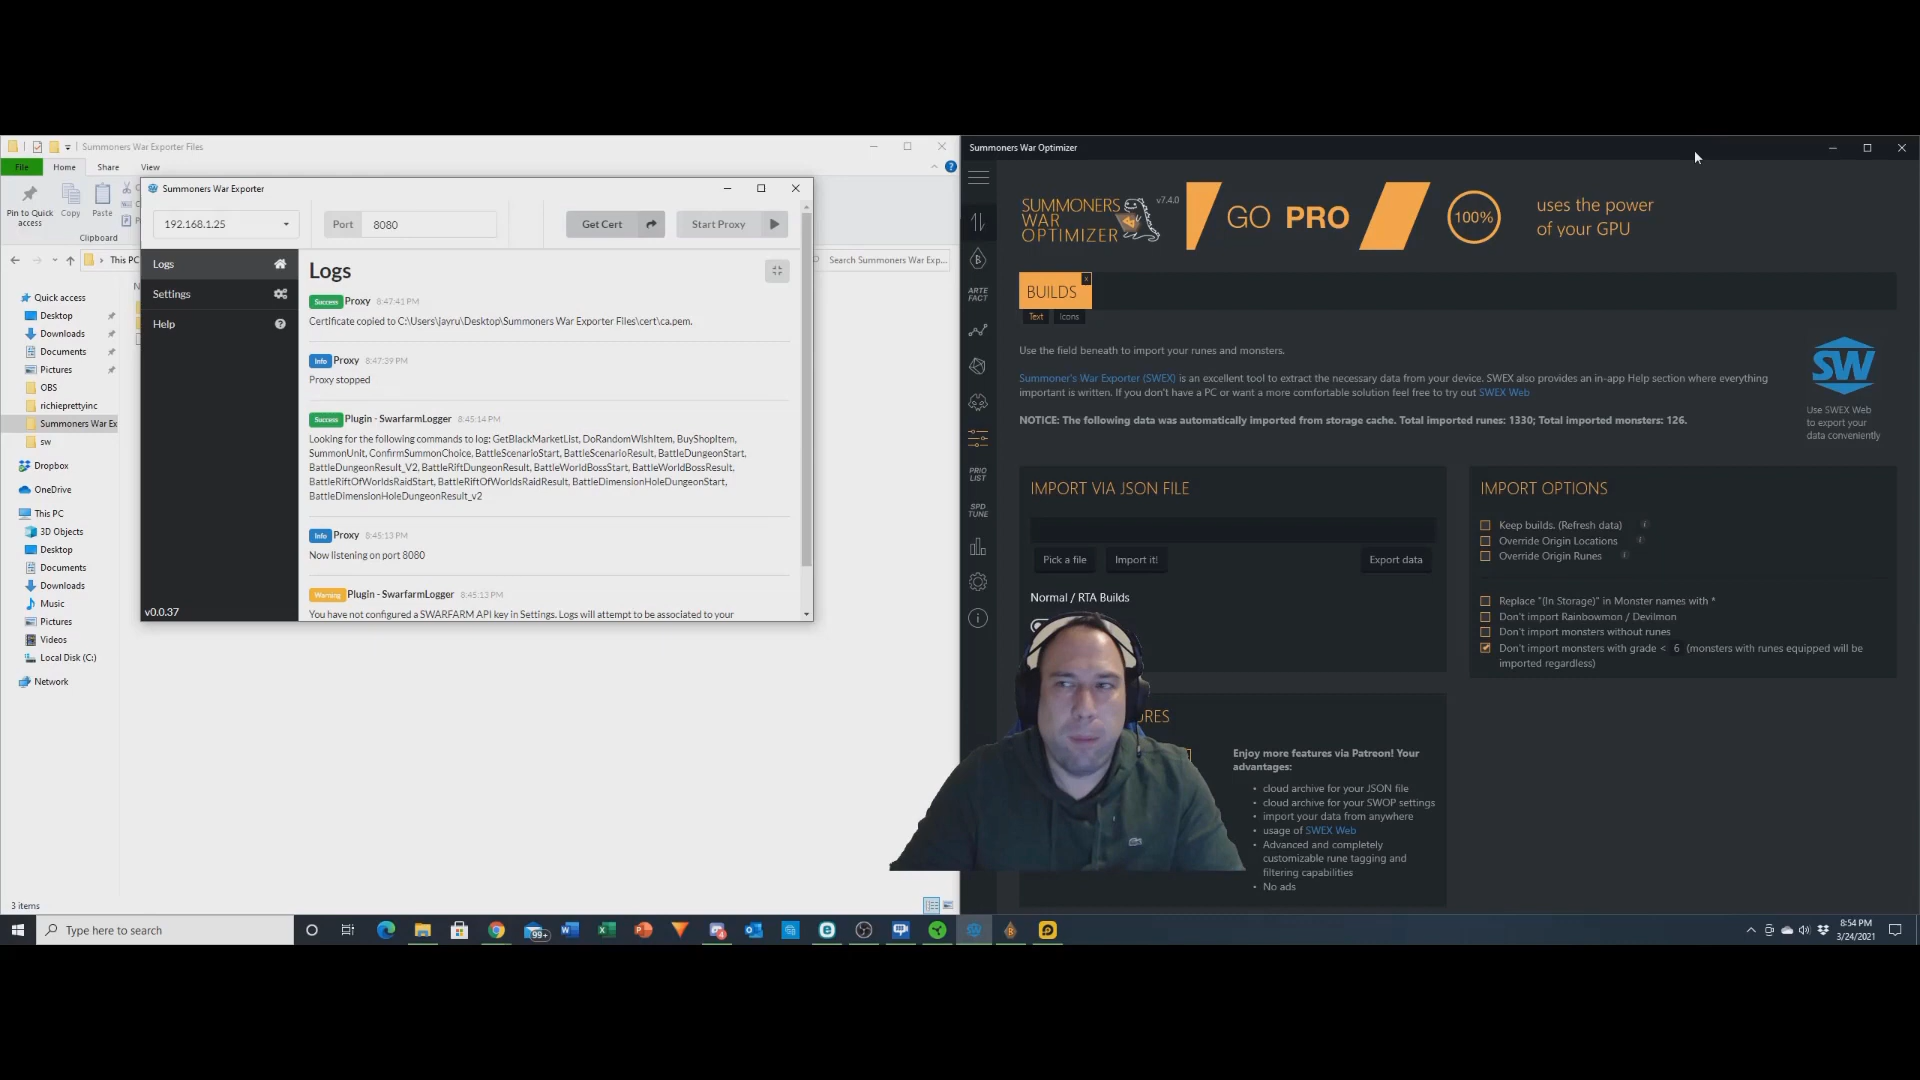 Summoners War Exporter Files
File
Home
Share
View
Pin to Quick
access
Copy
Paste
Clipboard
This PC
Search Summoners War Exp...
Quick access
Desktop
Downloads
Documents
Pictures
OBS
richieprettyinc
Summoners War Ex
sw
Dropbox
OneDrive
This PC
3D Objects
Desktop
Documents
Downloads
Music
Pictures
Videos
Local Disk (C:)
Network
3 items
Summoners War Exporter
192.168.1.25
Port
8080
Get Cert
Start Proxy
Logs
Settings
Help
v0.0.37
Logs
Success Proxy 8:47:41 PM
Certificate copied to C:\Users\jayru\Desktop\Summoners War Exporter Files\cert\ca.pem.
Info Proxy 8:47:39 PM
Proxy stopped
Success Plugin - SwarfarmLogger 8:45:14 PM
Looking for the following commands to log: GetBlackMarketList, DoRandomWishItem, BuyShopItem,
SummonUnit, ConfirmSummonChoice, BattleScenarioStart, BattleScenarioResult, BattleDungeonStart,
BattleDungeonResult_V2, BattleRiftDungeonResult, BattleWorldBossStart, BattleWorldBossResult,
BattleRiftOfWorldsRaidStart, BattleRiftOfWorldsRaidResult, BattleDimensionHoleDungeonStart,
BattleDimensionHoleDungeonResult_v2
Info Proxy 8:45:13 PM
Now listening on port 8080
Warning Plugin - SwarfarmLogger 8:45:13 PM
You have not configured a SWARFARM API key in Settings. Logs will attempt to be associated to your
Summoners War Optimizer
SUMMONERS
WAR
OPTIMIZER
v7.4.0
GO PRO
100%
uses the power
of your GPU
ARTE
FACT
PRIO
LIST
SPD
TUNE
BUILDS
x
Text
Icons
Use the field beneath to import your runes and monsters.
Summoner's War Exporter (SWEX) is an excellent tool to extract the necessary data from your device. SWEX also provides an in-app Help section where everything
important is written. If you don't have a PC or want a more comfortable solution feel free to try out SWEX Web
NOTICE: The following data was automatically imported from storage cache. Total imported runes: 1330; Total imported monsters: 126.
SW
Use SWEX Web
to export your
data conveniently
IMPORT VIA JSON FILE
Pick a file
Import it!
Export data
Normal / RTA Builds
IMPORT OPTIONS
Keep builds. (Refresh data)
Override Origin Locations
Override Origin Runes
Replace "(In Storage)" in Monster names with *
Don't import Rainbowmon / Devilmon
Don't import monsters without runes
Don't import monsters with grade < 6 (monsters with runes equipped will be
imported regardless)
Enjoy more features via Patreon! Your
advantages:
• cloud archive for your JSON file
• cloud archive for your SWOP settings
• import your data from anywhere
• usage of SWEX Web
• Advanced and completely
customizable rune tagging and
filtering capabilities
• No ads
Type here to search
99+
8:54 PM
3/24/2021